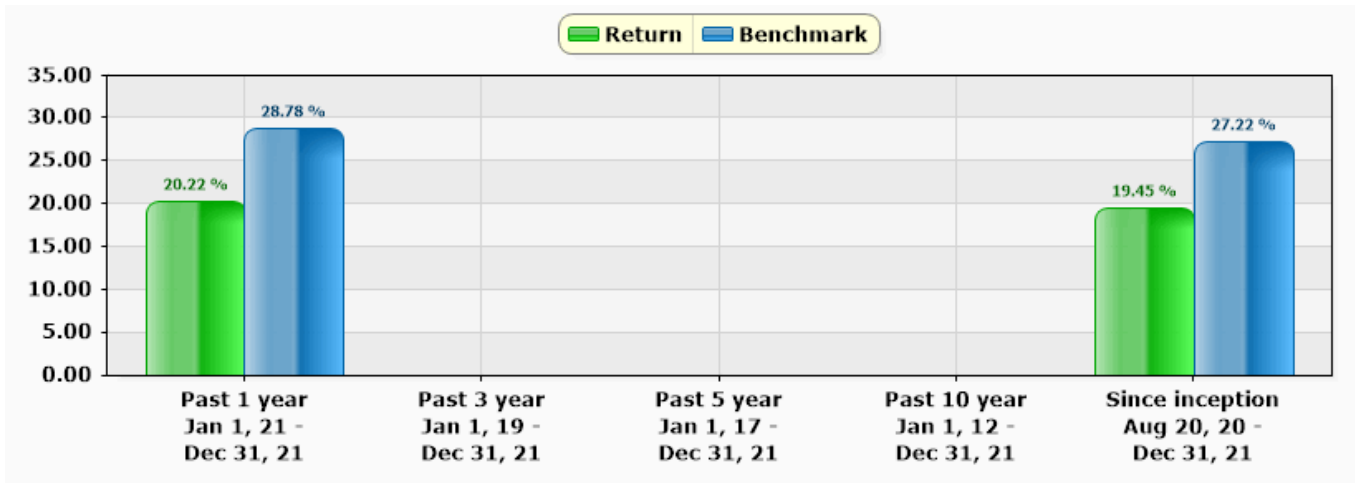 Return Benchmark
35.00
30.00
25.00
20.00
15.00
10.00
5.00
0.00
20.22 %
28.78 %
19.45 %
27.22 %
Past 1 year
Jan 1, 21 -
Dec 31, 21
Past 3 year
Jan 1, 19 -
Dec 31, 21
Past 5 year
Jan 1, 17 -
Dec 31, 21
Past 10 year
Jan 1, 12 -
Dec 31, 21
Since inception
Aug 20, 20 -
Dec 31, 21